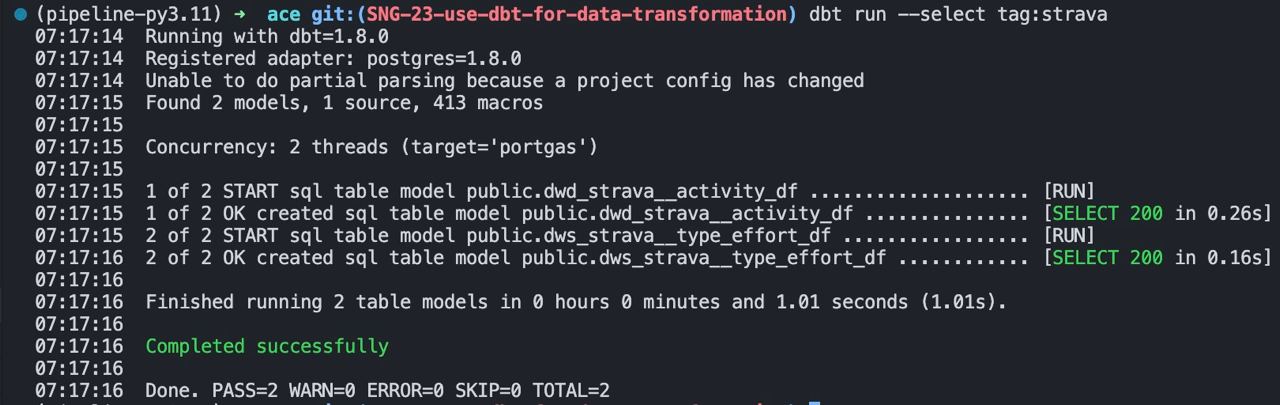 (pipeline-py3.11) → ace git:(SNG-23-use-dbt-for-data-transformation) dbt run --select tag:strava
07:17:14 Running with dbt=1.8.0
07:17:14 Registered adapter: postgres=1.8.0
07:17:14 Unable to do partial parsing because a project config has changed
07:17:15 Found 2 models, 1 source, 413 macros
07:17:15
07:17:15 Concurrency: 2 threads (target='portgas')
07:17:15
07:17:15 1 of 2 START sql table model public.dwd_strava__activity_df .................... [RUN]
07:17:15 1 of 2 OK created sql table model public.dwd_strava__activity_df ............... [SELECT 200 in 0.26s]
07:17:15 2 of 2 START sql table model public.dws_strava__type_effort_df ................. [RUN]
07:17:16 2 of 2 OK created sql table model public.dws_strava__type_effort_df ............ [SELECT 200 in 0.16s]
07:17:16
07:17:16 Finished running 2 table models in 0 hours 0 minutes and 1.01 seconds (1.01s).
07:17:16
07:17:16 Completed successfully
07:17:16
07:17:16 Done. PASS=2 WARN=0 ERROR=0 SKIP=0 TOTAL=2